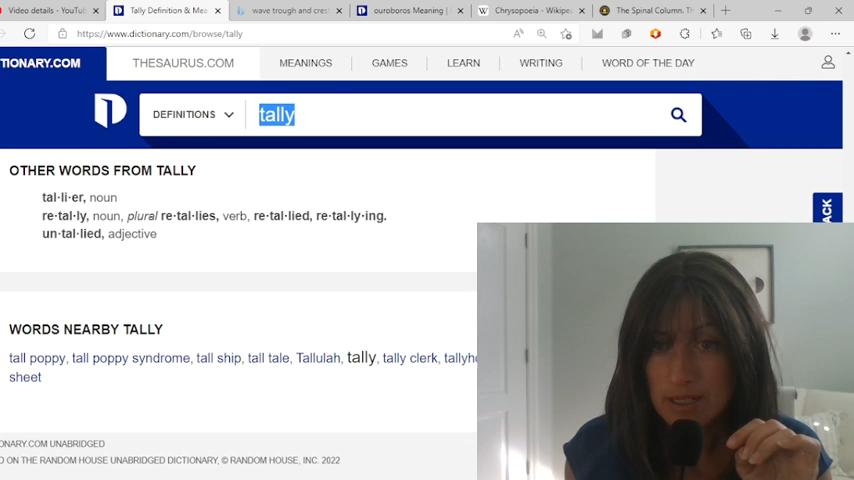 Video details - YouTub
Tally Definition & Mea
wave trough and crest
ouroboros Meaning |
Chrysopoeia - Wikipe
The Spinal Column. Th
https://www.dictionary.com/browse/tally
TIONARY.COM
THESAURUS.COM
MEANINGS
GAMES
LEARN
WRITING
WORD OF THE DAY
DEFINITIONS
tally
OTHER WORDS FROM TALLY
tal·li·er, noun
re·tal·ly, noun, plural re·tal·lies, verb, re·tal·lied, re·tal·ly·ing.
un·tal·lied, adjective
ACK
WORDS NEARBY TALLY
tall poppy, tall poppy syndrome, tall ship, tall tale, Tallulah, tally, tally clerk, tallyho
sheet
ONARY.COM UNABRIDGED
D ON THE RANDOM HOUSE UNABRIDGED DICTIONARY, © RANDOM HOUSE, INC. 2022